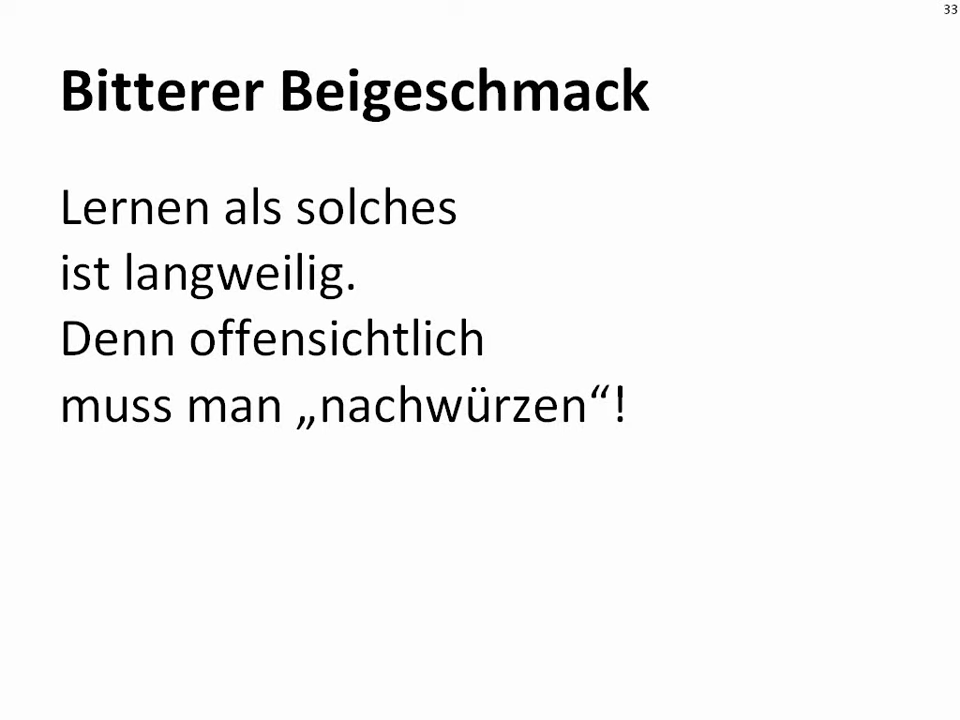 33
Bitterer Beigeschmack
Lernen als solches
ist langweilig.
Denn offensichtlich
muss man „nachwürzen“!